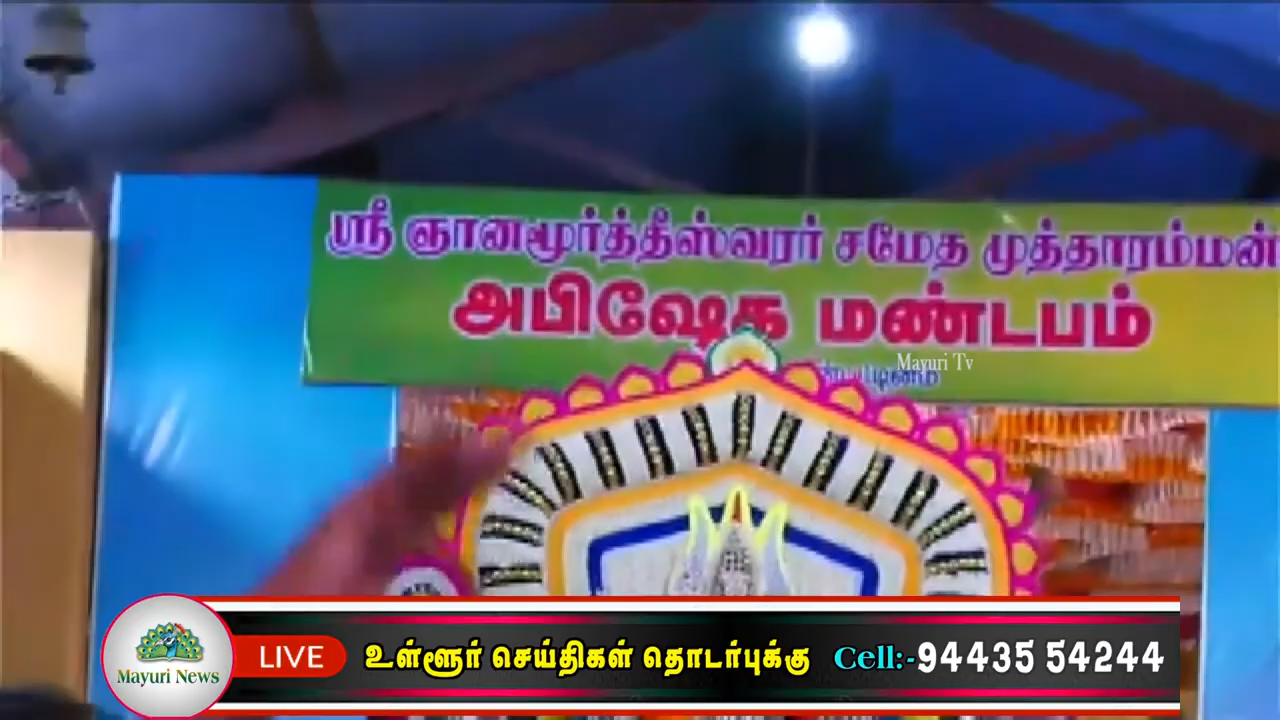 ஸ்ரீ ஞானமூர்த்தீஸ்வரர் சமேத முத்தாரம்மன்
அபிஷேக மண்டபம்
Mayuri Tv
Mayuri News
LIVE
உள்ளூர் செய்திகள் தொடர்புக்கு Cell:-94435 54244